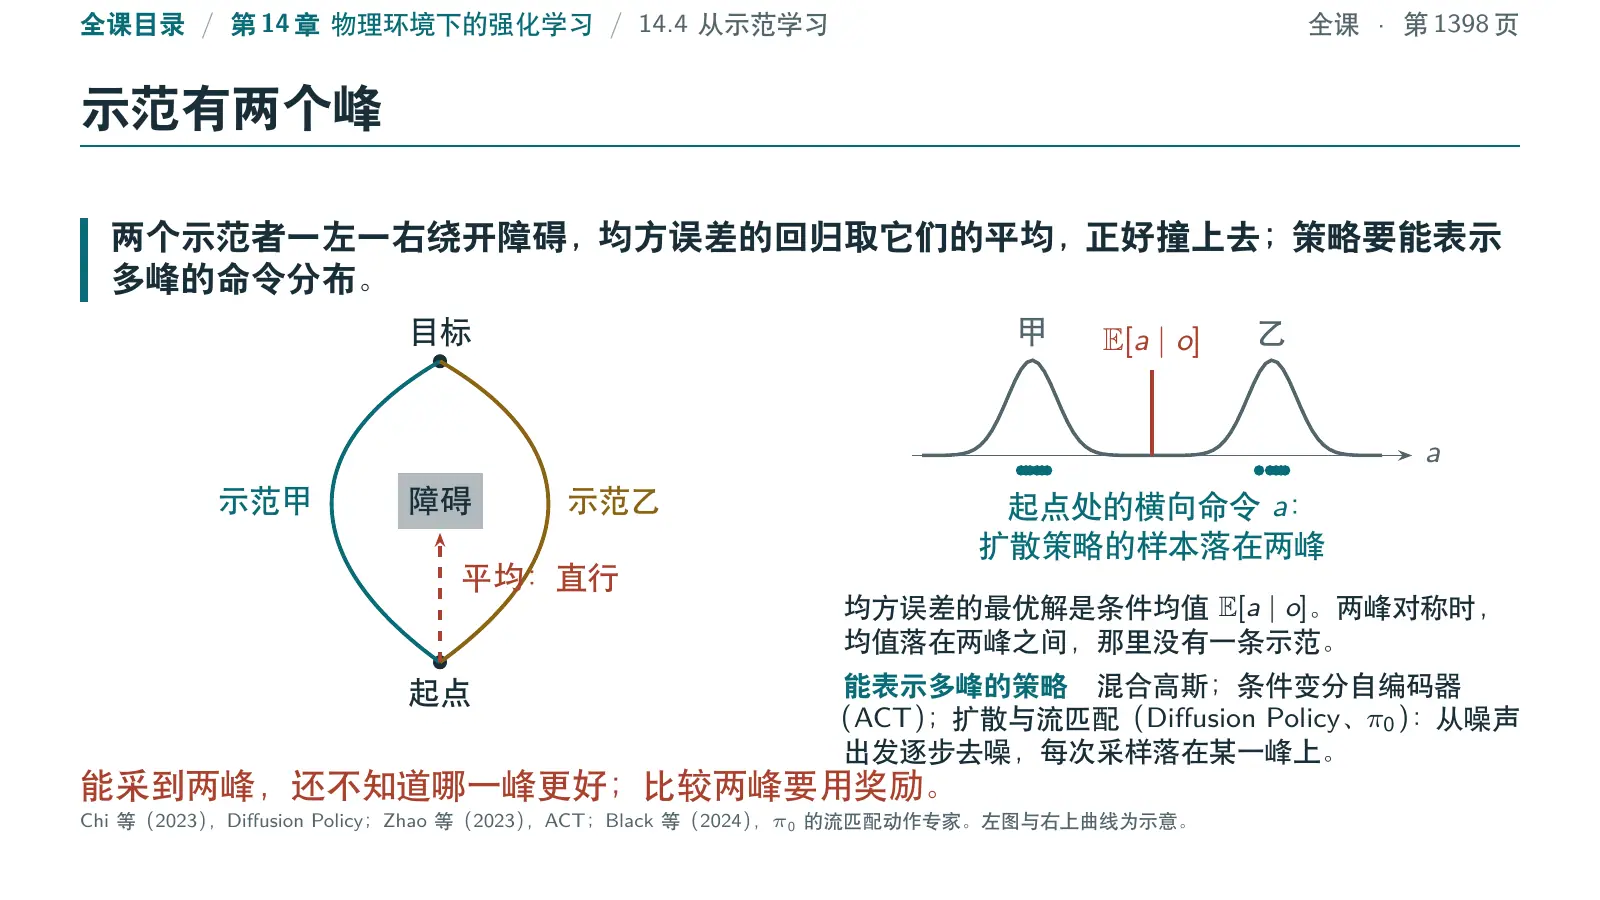 全课目录 / 第 14 章 物理环境下的强化学习 / 14.4 从示范学习
全课 · 第 1398 页
示范有两个峰
两个示范者一左一右绕开障碍，均方误差的回归取它们的平均，正好撞上去；策略要能表示
多峰的命令分布。
目标
示范甲
障碍
示范乙
平均：直行
起点
甲
𝔼[a | o]
乙
a
起点处的横向命令 a：
扩散策略的样本落在两峰
均方误差的最优解是条件均值 𝔼[a | o]。两峰对称时，
均值落在两峰之间，那里没有一条示范。
能表示多峰的策略 混合高斯；条件变分自编码器
（ACT）；扩散与流匹配（Diffusion Policy、π₀）：从噪声
出发逐步去噪，每次采样落在某一峰上。
能采到两峰，还不知道哪一峰更好；比较两峰要用奖励。
Chi 等（2023），Diffusion Policy；Zhao 等（2023），ACT；Black 等（2024），π₀ 的流匹配动作专家。左图与右上曲线为示意。